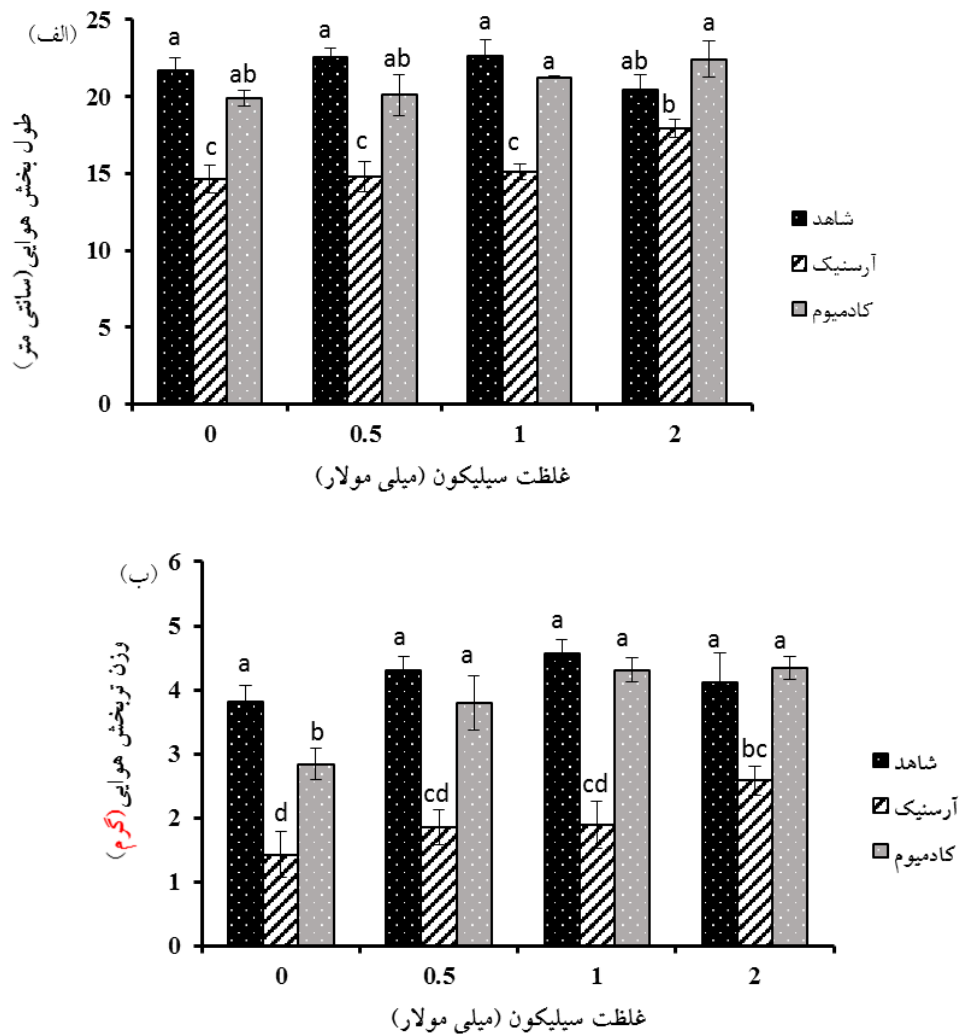 (الف)
طول بخش هوایی (سانتی متر)
25
20
15
10
5
0
a
ab
c
a
ab
c
a
a
c
ab
a
b
0 0.5 1 2
غلظت سیلیکون (میلی مولار)
شاهد
آرسنیک
کادمیوم
(ب)
وزن تربخش هوایی (گرم)
6
5
4
3
2
1
0
a
d
b
a
cd
a
a
cd
a
a
bc
a
0 0.5 1 2
غلظت سیلیکون (میلی مولار)
شاهد
آرسنیک
کادمیوم